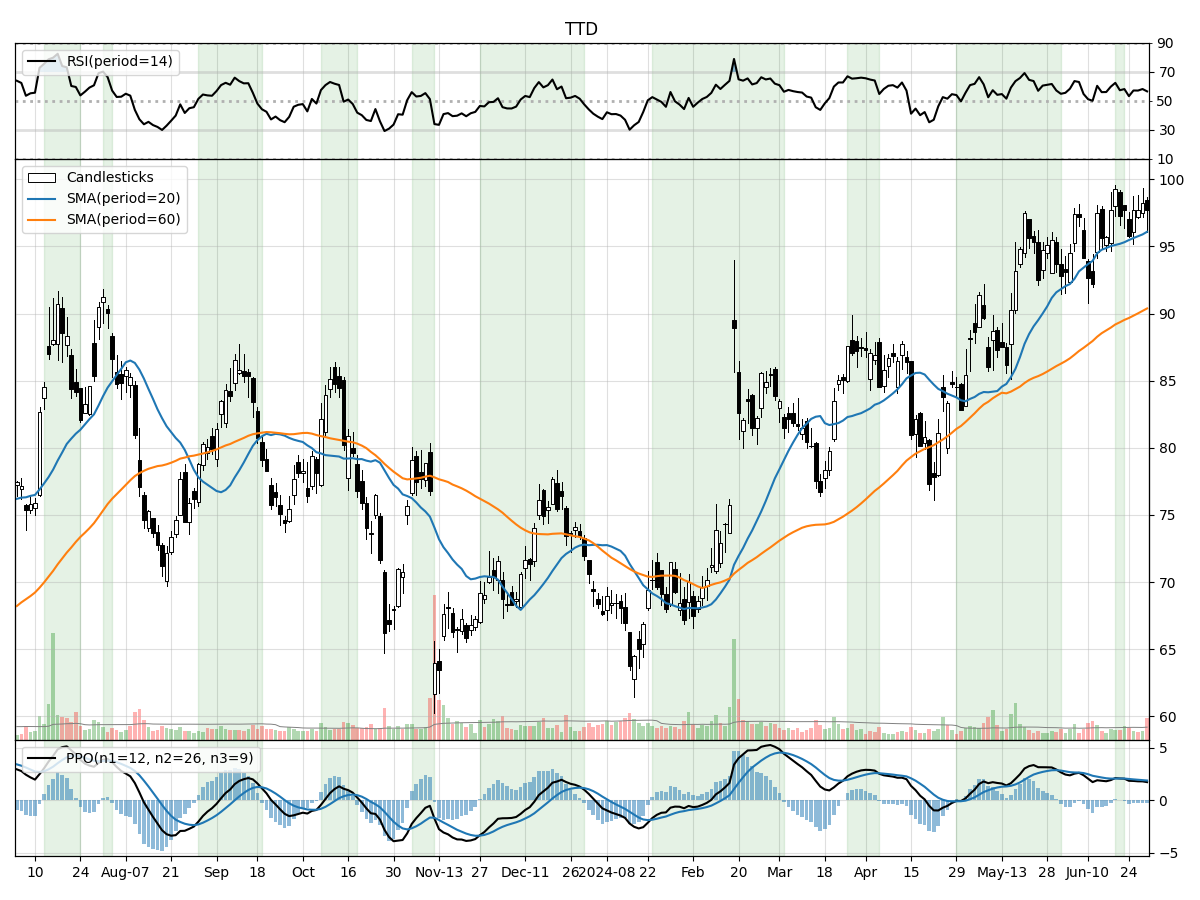 TTD
RSI(period=14)
90
70
50
30
10
Candlesticks
SMA(period=20)
SMA(period=60)
100
95
90
85
80
75
70
65
60
PPO(n1=12, n2=26, n3=9)
5
0
−5
10 24 Aug-07 21 Sep 18 Oct 16 30 Nov-13 27 Dec-11 26 2024-08 22 Feb 20 Mar 18 Apr 15 29 May-13 28 Jun-10 24